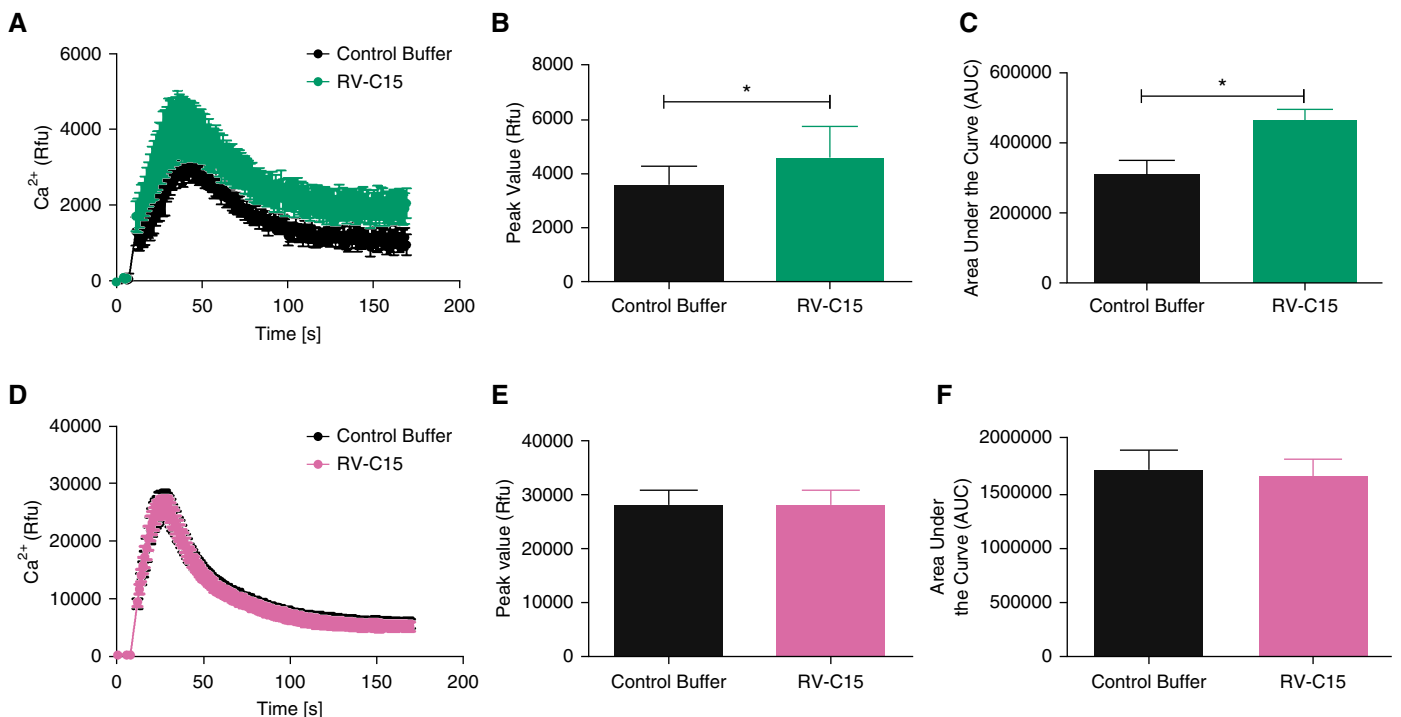 A
Ca2+ (Rfu)
6000
4000
2000
0
0 50 100 150 200
Time [s]
Control Buffer
RV-C15
B
Peak Value (Rfu)
8000
6000
4000
2000
0
*
Control Buffer RV-C15
C
Area Under the Curve (AUC)
600000
400000
200000
0
*
Control Buffer RV-C15
D
Ca2+ (Rfu)
40000
30000
20000
10000
0
0 50 100 150 200
Time [s]
Control Buffer
RV-C15
E
Peak value (Rfu)
40000
30000
20000
10000
0
Control Buffer RV-C15
F
Area Under
the Curve (AUC)
2000000
1500000
1000000
500000
0
Control Buffer RV-C15